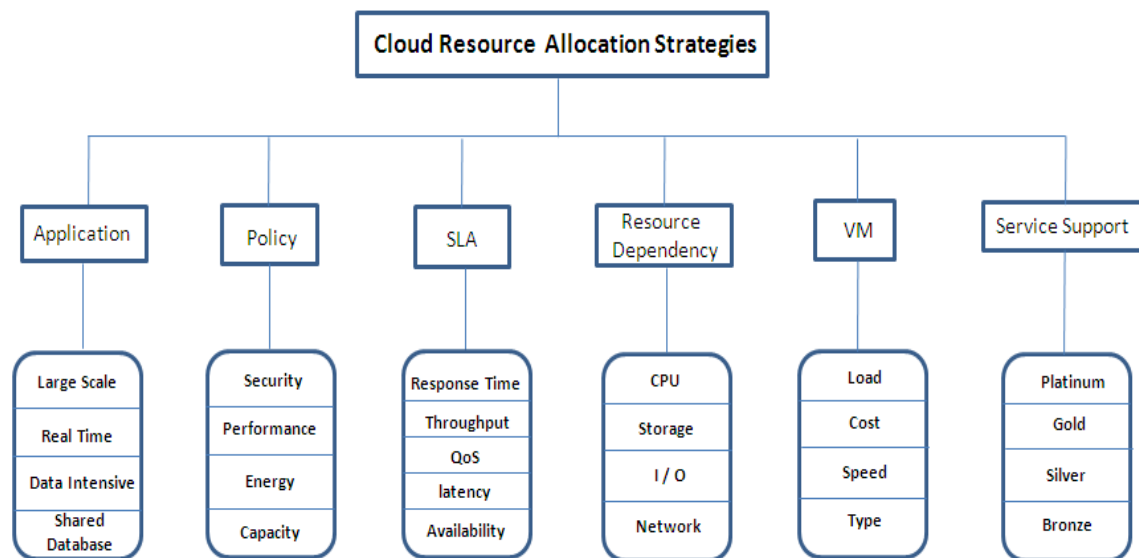 Cloud Resource Allocation Strategies
Application
Policy
SLA
Resource
Dependency
VM
Service Support
Large Scale
Real Time
Data Intensive
Shared
Database
Security
Performance
Energy
Capacity
Response Time
Throughput
QoS
latency
Availability
CPU
Storage
I / O
Network
Load
Cost
Speed
Type
Platinum
Gold
Silver
Bronze